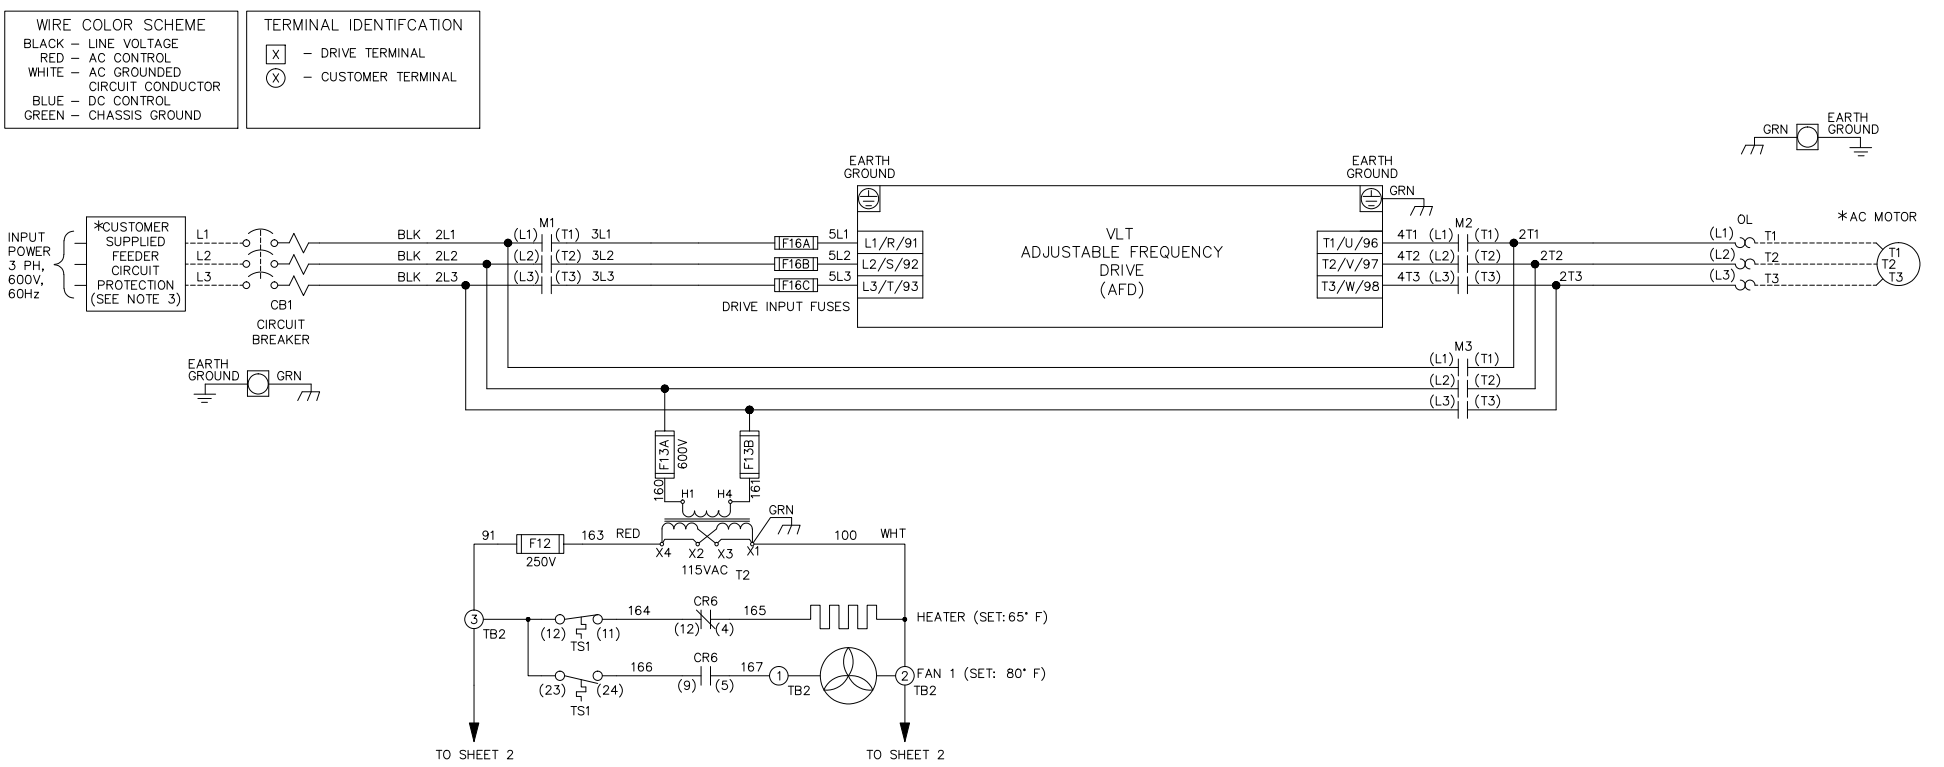 WIRE COLOR SCHEME
BLACK – LINE VOLTAGE
RED – AC CONTROL
WHITE – AC GROUNDED
CIRCUIT CONDUCTOR
BLUE – DC CONTROL
GREEN – CHASSIS GROUND
TERMINAL IDENTIFCATION
X – DRIVE TERMINAL
X – CUSTOMER TERMINAL
INPUT
POWER
3 PH,
600V,
60Hz
*CUSTOMER
SUPPLIED
FEEDER
CIRCUIT
PROTECTION
(SEE NOTE 3)
L1
L2
L3
CB1
CIRCUIT
BREAKER
EARTH
GROUND
GRN
BLK 2L1
BLK 2L2
BLK 2L3
M1
(L1) (T1) 3L1
(L2) (T2) 3L2
(L3) (T3) 3L3
F16A
F16B
F16C
DRIVE INPUT FUSES
5L1
5L2
5L3
EARTH
GROUND
L1/R/91
L2/S/92
L3/T/93
VLT
ADJUSTABLE FREQUENCY
DRIVE
(AFD)
EARTH
GROUND
GRN
T1/U/96
T2/V/97
T3/W/98
4T1 (L1) M2 (T1) 2T1
4T2 (L2) (T2) 2T2
4T3 (L3) (T3) 2T3
M3
(L1) (T1)
(L2) (T2)
(L3) (T3)
GRN
EARTH
GROUND
OL
(L1) T1
(L2) T2
(L3) T3
*AC MOTOR
T1
T2
T3
F13A
600V
F13B
160
161
H1 H4
GRN
91
F12
250V
163 RED
X4 X2 X3 X1
115VAC T2
100 WHT
3
TB2
(12) (11)
TS1
164
CR6
(12) (4)
165
HEATER (SET:65° F)
(23) (24)
TS1
166
CR6
(9) (5)
167
1
TB2
2
TB2
FAN 1 (SET: 80° F)
TO SHEET 2
TO SHEET 2